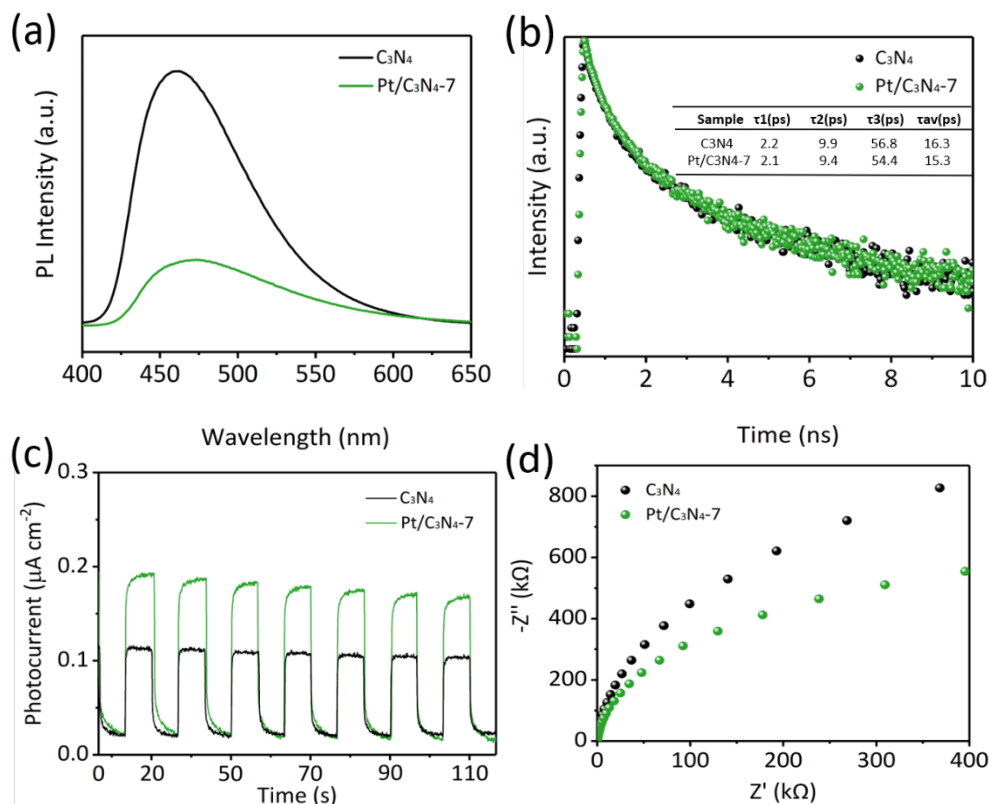 (a)
C₃N₄
Pt/C₃N₄-7
PL Intensity (a.u.)
400 450 500 550 600 650
Wavelength (nm)
(b)
C₃N₄
Pt/C₃N₄-7
Sample τ1(ps) τ2(ps) τ3(ps) τav(ps)
C3N4 2.2 9.9 56.8 16.3
Pt/C3N4-7 2.1 9.4 54.4 15.3
Intensity (a.u.)
0 2 4 6 8 10
Time (ns)
(c)
0.3
0.2
0.1
0.0
C₃N₄
Pt/C₃N₄-7
Photocurrent (μA cm⁻²)
0 20 30 50 70 90 110
Time (s)
(d)
800
600
400
200
0
C₃N₄
Pt/C₃N₄-7
-Z'' (kΩ)
0 100 200 300 400
Z' (kΩ)